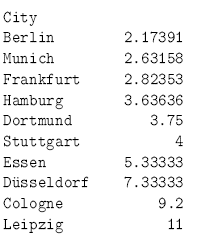 City
Berlin 2.17391
Munich 2.63158
Frankfurt 2.82353
Hamburg 3.63636
Dortmund 3.75
Stuttgart 4
Essen 5.33333
Düsseldorf 7.33333
Cologne 9.2
Leipzig 11